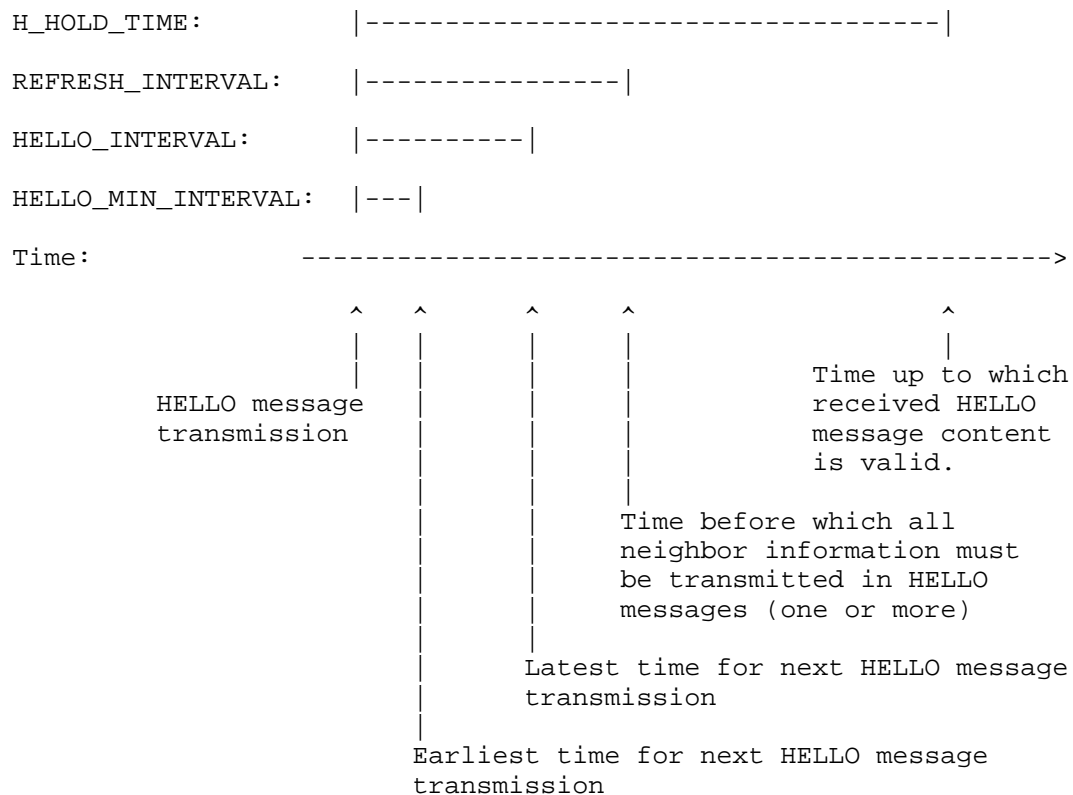 H_HOLD_TIME: |------------------------------------|
REFRESH_INTERVAL: |----------------|
HELLO_INTERVAL: |----------|
HELLO_MIN_INTERVAL: |---|
Time: ----------------------------------------------->
HELLO message
transmission
Time up to which
received HELLO
message content
is valid.
Time before which all
neighbor information must
be transmitted in HELLO
messages (one or more)
Latest time for next HELLO message
transmission
Earliest time for next HELLO message
transmission